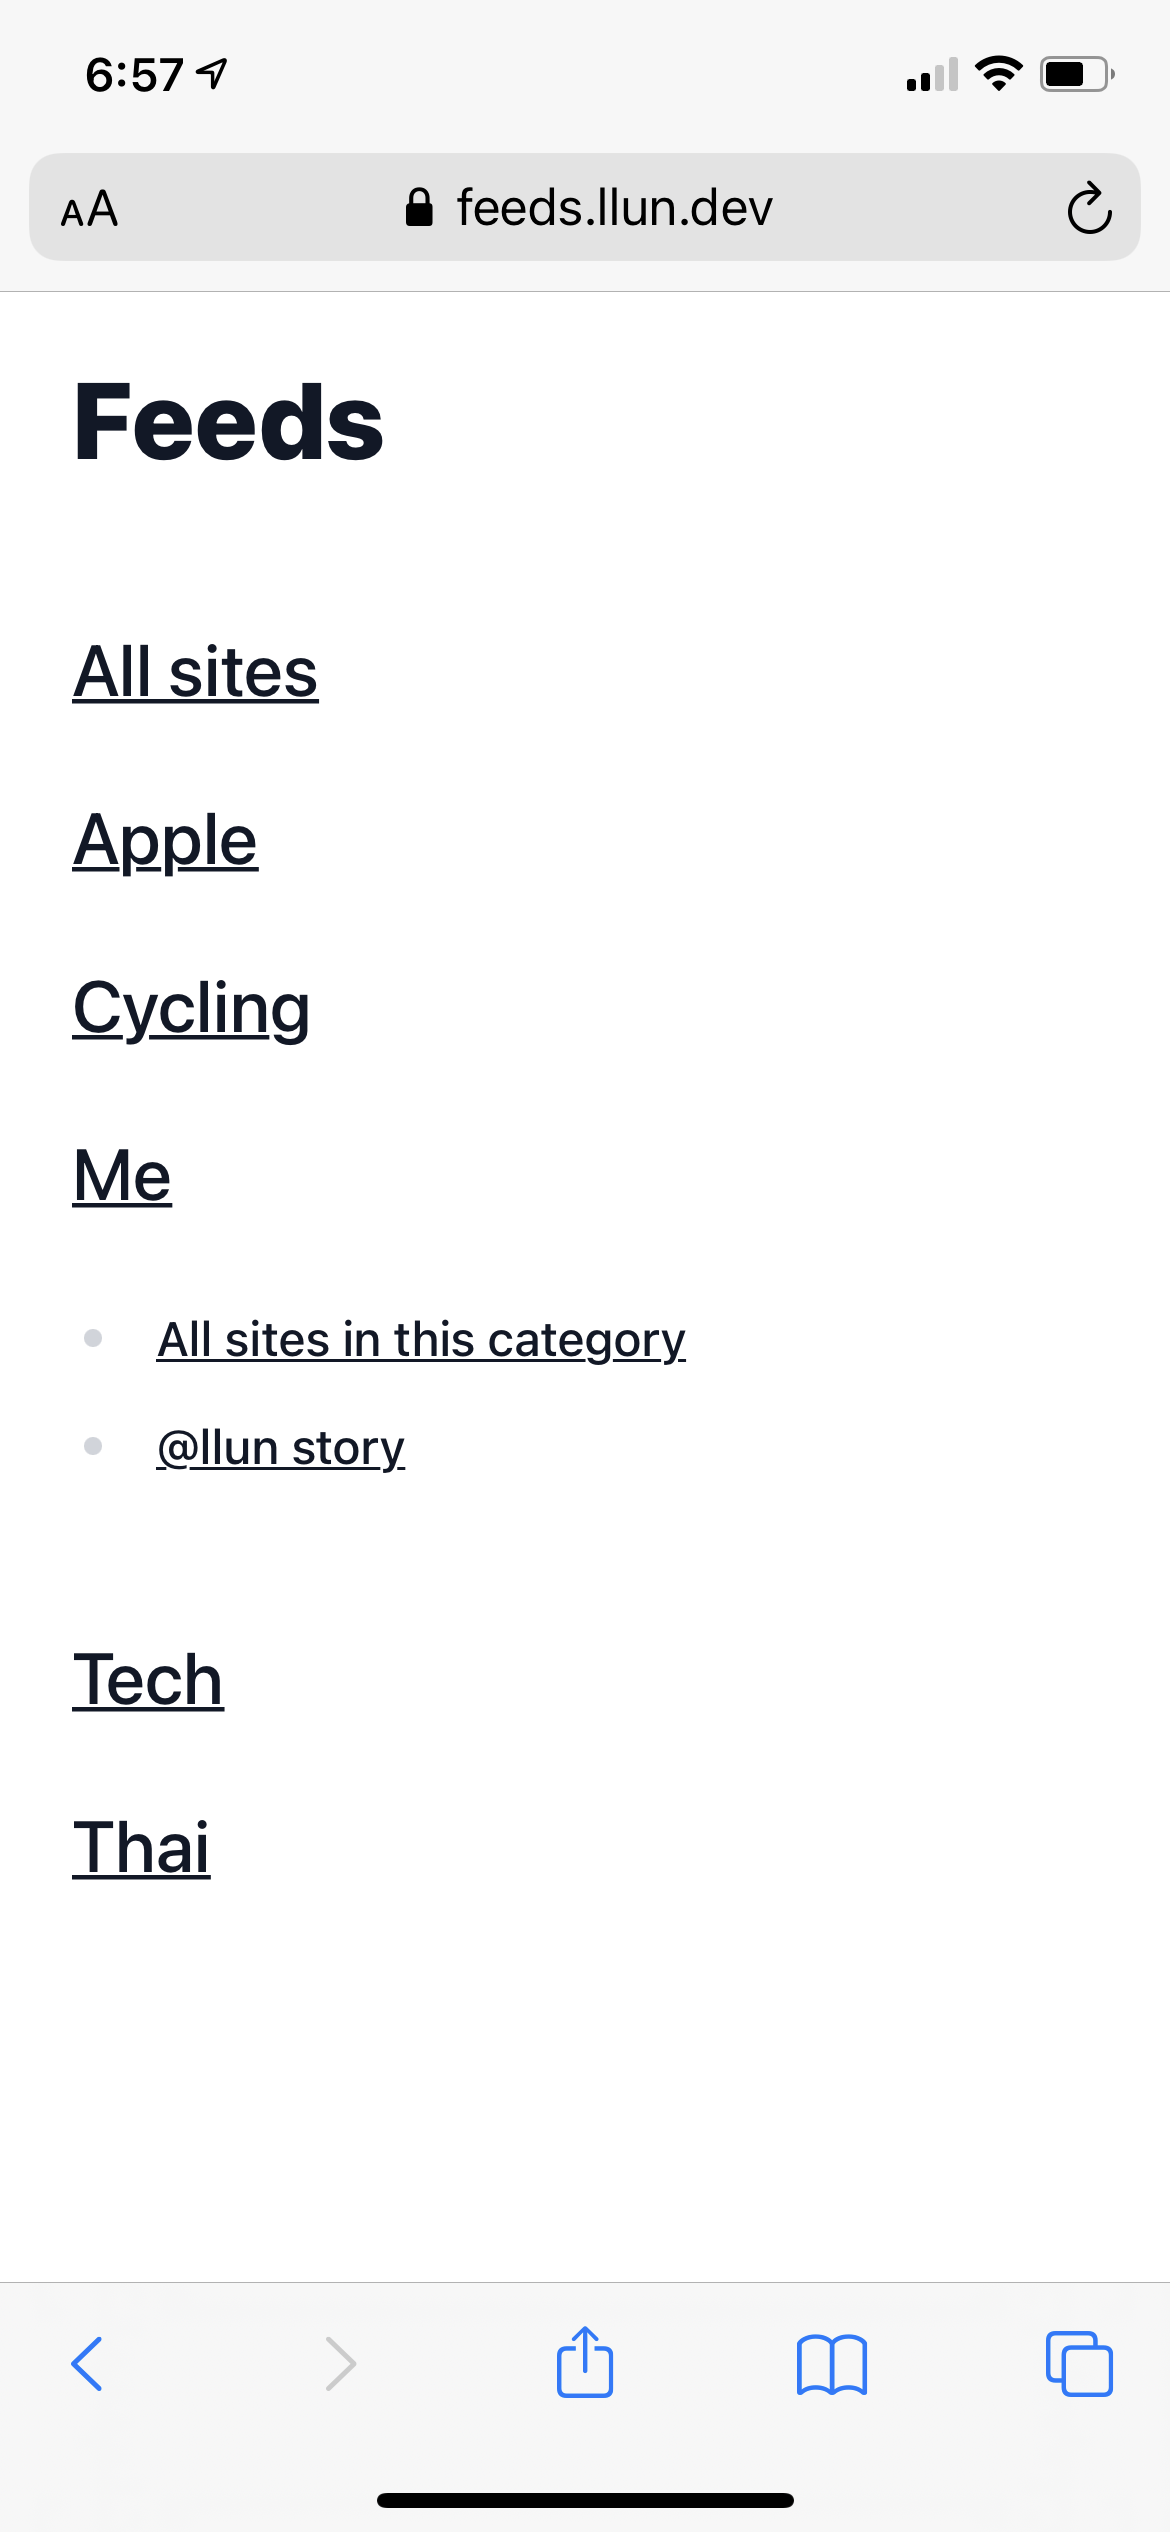 6:57
AA feeds.llun.dev
Feeds
All sites
Apple
Cycling
Me
All sites in this category
@llun story
Tech
Thai